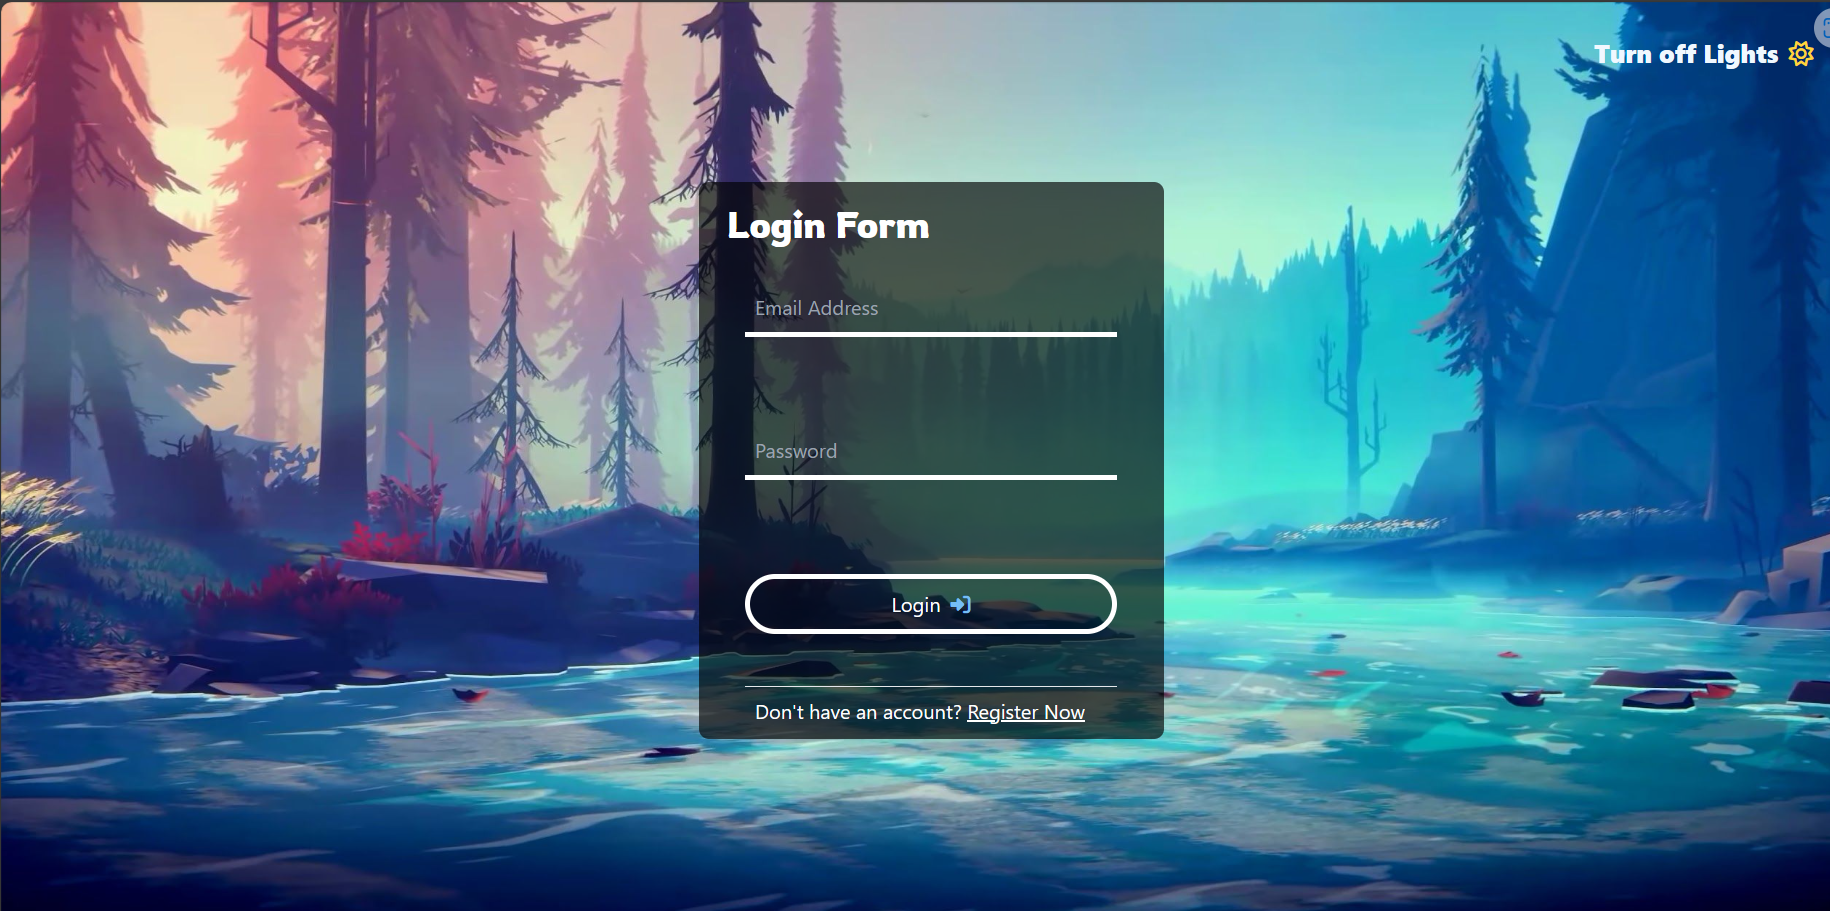 Turn off Lights
Login Form
Email Address
Password
Login
Don't have an account? Register Now